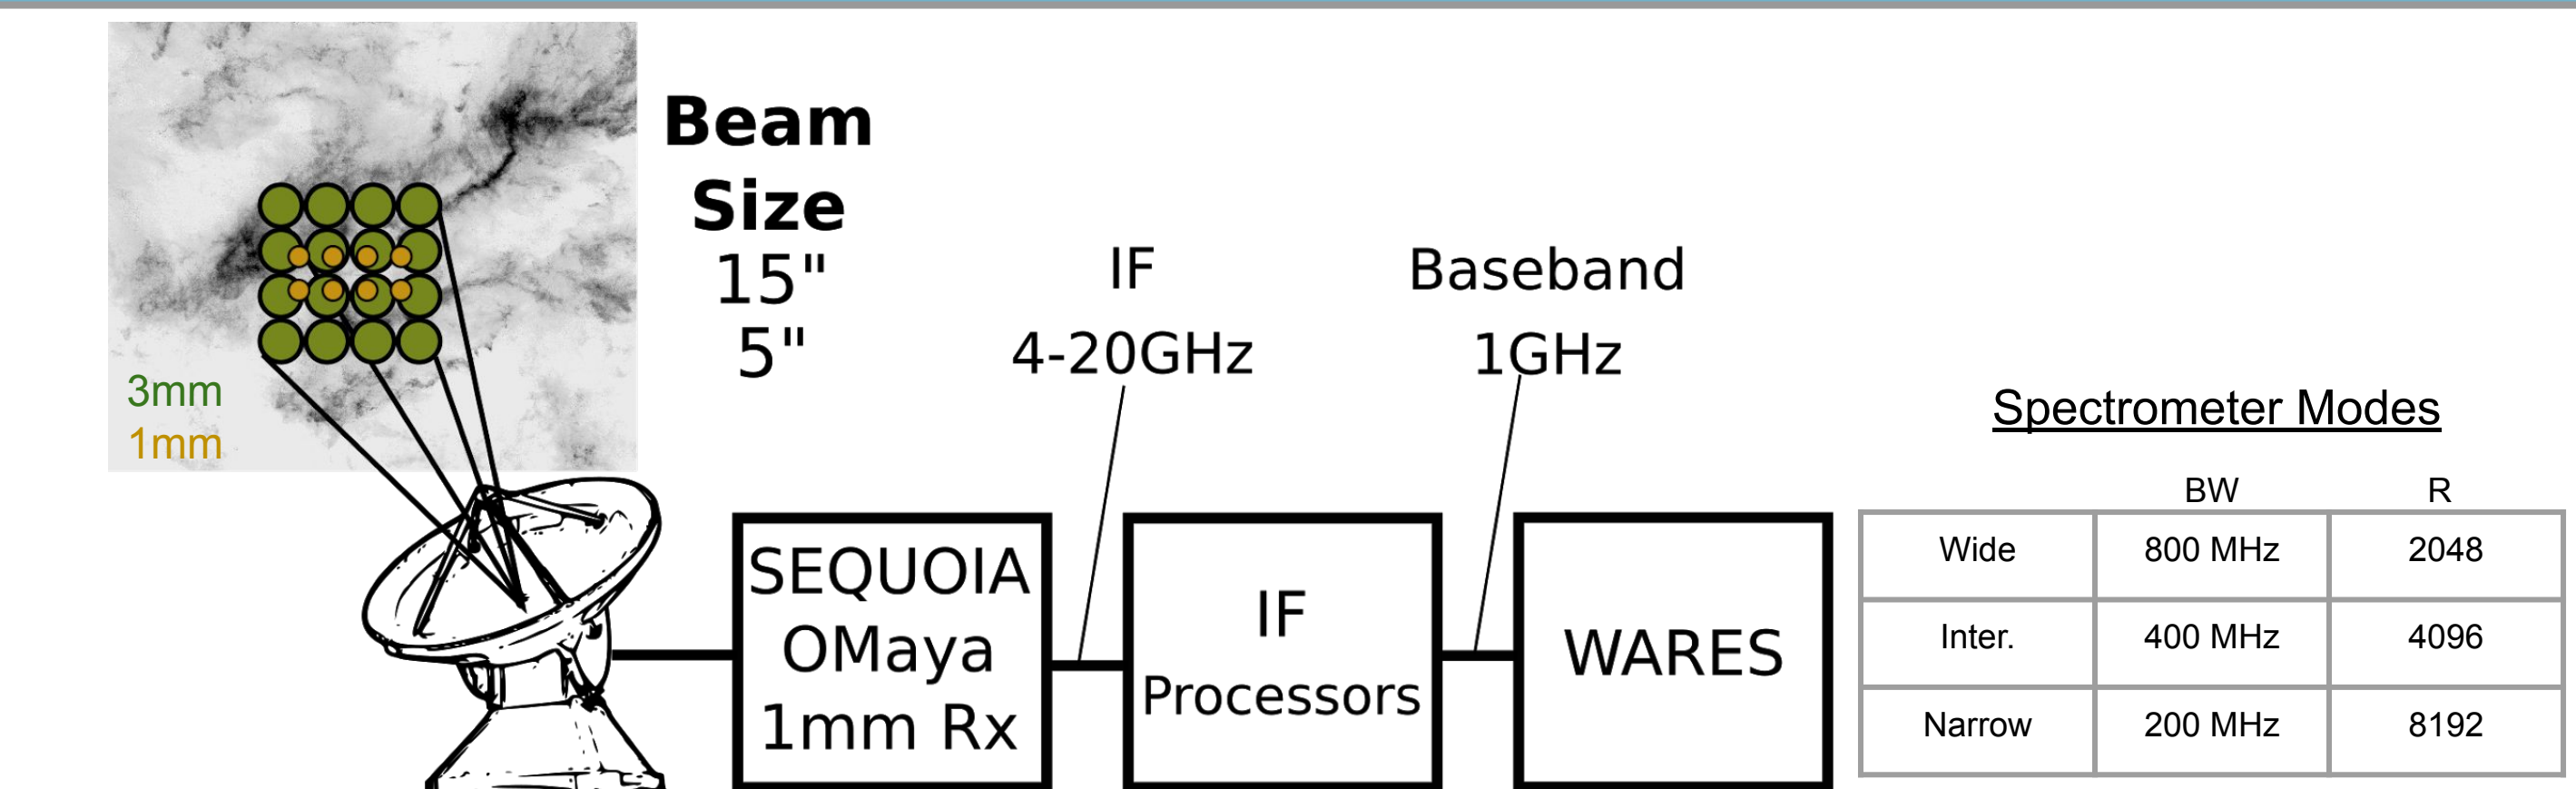 3mm
1mm
Beam
Size
15"
5"
IF
4-20GHz
Baseband
1GHz
SEQUOIA
OMaya
1mm Rx
IF
Processors
WARES
Spectrometer Modes
BW R
Wide 800 MHz 2048
Inter. 400 MHz 4096
Narrow 200 MHz 8192